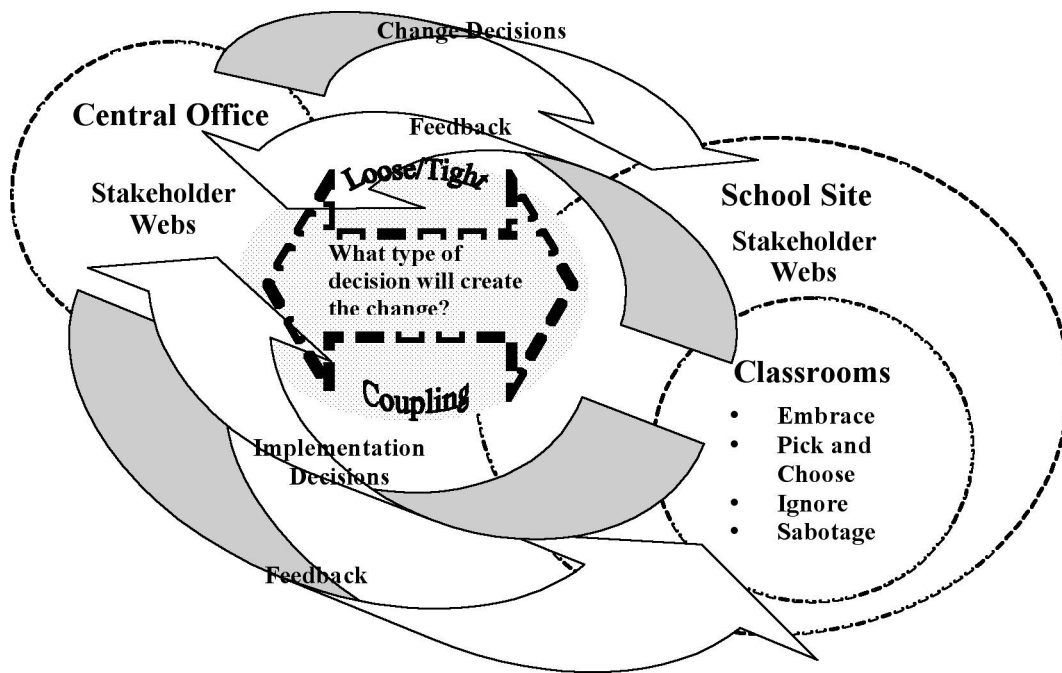 Change Decisions
Central Office
Feedback
Loose/Tight
Stakeholder
Webs
School Site
Stakeholder
Webs
What type of
decision will create
the change?
Coupling
Classrooms
• Embrace
• Pick and
Choose
• Ignore
• Sabotage
Implementation
Decisions
Feedback